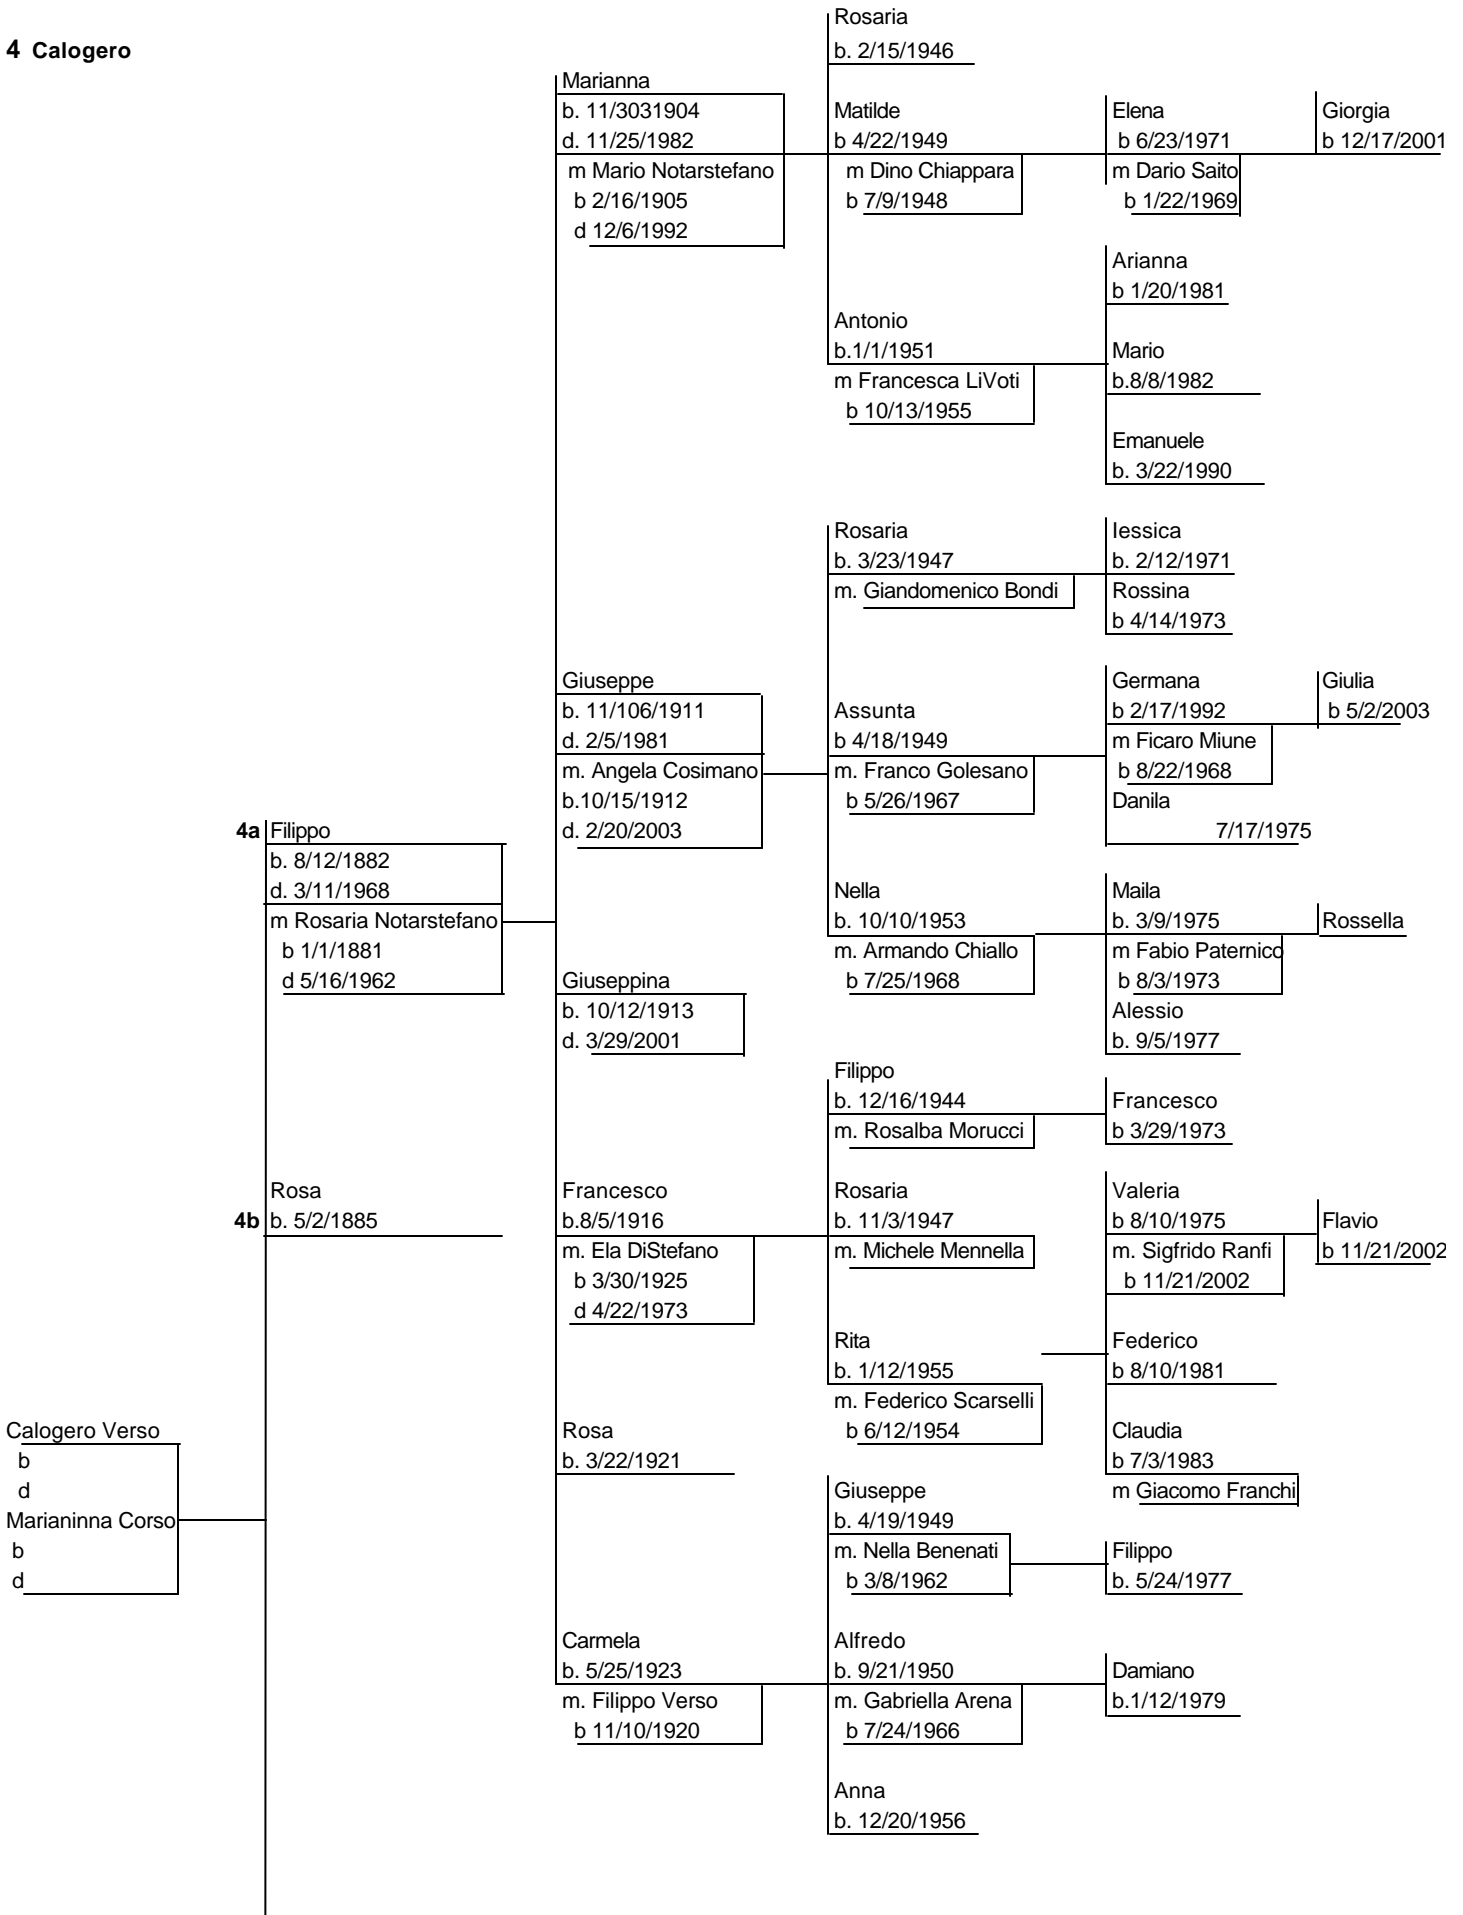 4 Calogero
Rosaria
b. 2/15/1946
Marianna
b. 11/3031904
d. 11/25/1982
m Mario Notarstefano
b 2/16/1905
d 12/6/1992
Matilde
b 4/22/1949
m Dino Chiappara
b 7/9/1948
Elena
b 6/23/1971
m Dario Saito
b 1/22/1969
Giorgia
b 12/17/2001
Antonio
b.1/1/1951
m Francesca LiVoti
b 10/13/1955
Arianna
b 1/20/1981
Mario
b.8/8/1982
Emanuele
b. 3/22/1990
Rosaria
b. 3/23/1947
m. Giandomenico Bondi
Iessica
b. 2/12/1971
Rossina
b 4/14/1973
Giuseppe
b. 11/106/1911
d. 2/5/1981
m. Angela Cosimano
b.10/15/1912
d. 2/20/2003
Assunta
b 4/18/1949
m. Franco Golesano
b 5/26/1967
Germana
b 2/17/1992
m Ficaro Miune
b 8/22/1968
Danila
7/17/1975
Giulia
b 5/2/2003
4a Filippo
b. 8/12/1882
d. 3/11/1968
m Rosaria Notarstefano
b 1/1/1881
d 5/16/1962
Nella
b. 10/10/1953
m. Armando Chiallo
b 7/25/1968
Maila
b. 3/9/1975
m Fabio Paternico
b 8/3/1973
Alessio
b. 9/5/1977
Rossella
Giuseppina
b. 10/12/1913
d. 3/29/2001
Filippo
b. 12/16/1944
m. Rosalba Morucci
Francesco
b 3/29/1973
Rosa
4b b. 5/2/1885
Francesco
b.8/5/1916
m. Ela DiStefano
b 3/30/1925
d 4/22/1973
Rosaria
b. 11/3/1947
m. Michele Mennella
Valeria
b 8/10/1975
m. Sigfrido Ranfi
b 11/21/2002
Flavio
b 11/21/2002
Rita
b. 1/12/1955
m. Federico Scarselli
b 6/12/1954
Federico
b 8/10/1981
Claudia
b 7/3/1983
m Giacomo Franchi
Calogero Verso
b
d
Marianinna Corso
b
d
Rosa
b. 3/22/1921
Giuseppe
b. 4/19/1949
m. Nella Benenati
b 3/8/1962
Filippo
b. 5/24/1977
Carmela
b. 5/25/1923
m. Filippo Verso
b 11/10/1920
Alfredo
b. 9/21/1950
m. Gabriella Arena
b 7/24/1966
Damiano
b.1/12/1979
Anna
b. 12/20/1956